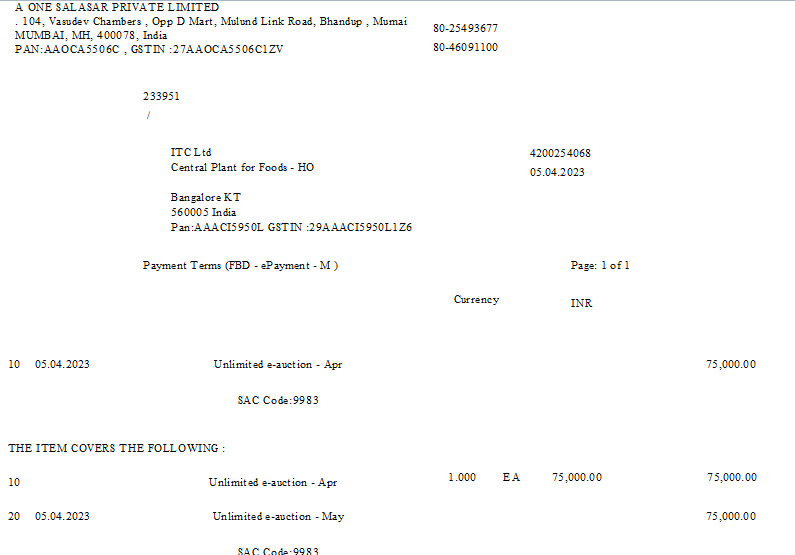 A ONE SALASAR PRIVATE LIMITED
. 104, Vasudev Chambers , Opp D Mart, Mulund Link Road, Bhandup , Mumai
80-25493677
MUMBAI, MH, 400078, India
PAN:AAOCA5506C , GSTIN :27AAOCA5506C1ZV
80-46091100
233951
/
ITC Ltd
4200254068
Central Plant for Foods - HO
05.04.2023
Bangalore KT
560005 India
Pan:AAACI5950L GSTIN :29AAACI5950L1Z6
Payment Terms (FBD - ePayment - M ) Page: 1 of 1
Currency INR
10 05.04.2023 Unlimited e-auction - Apr 75,000.00
SAC Code:9983
THE ITEM COVERS THE FOLLOWING :
10 Unlimited e-auction - Apr 1.000 EA 75,000.00 75,000.00
20 05.04.2023 Unlimited e-auction - May 75,000.00
SAC Code:9983